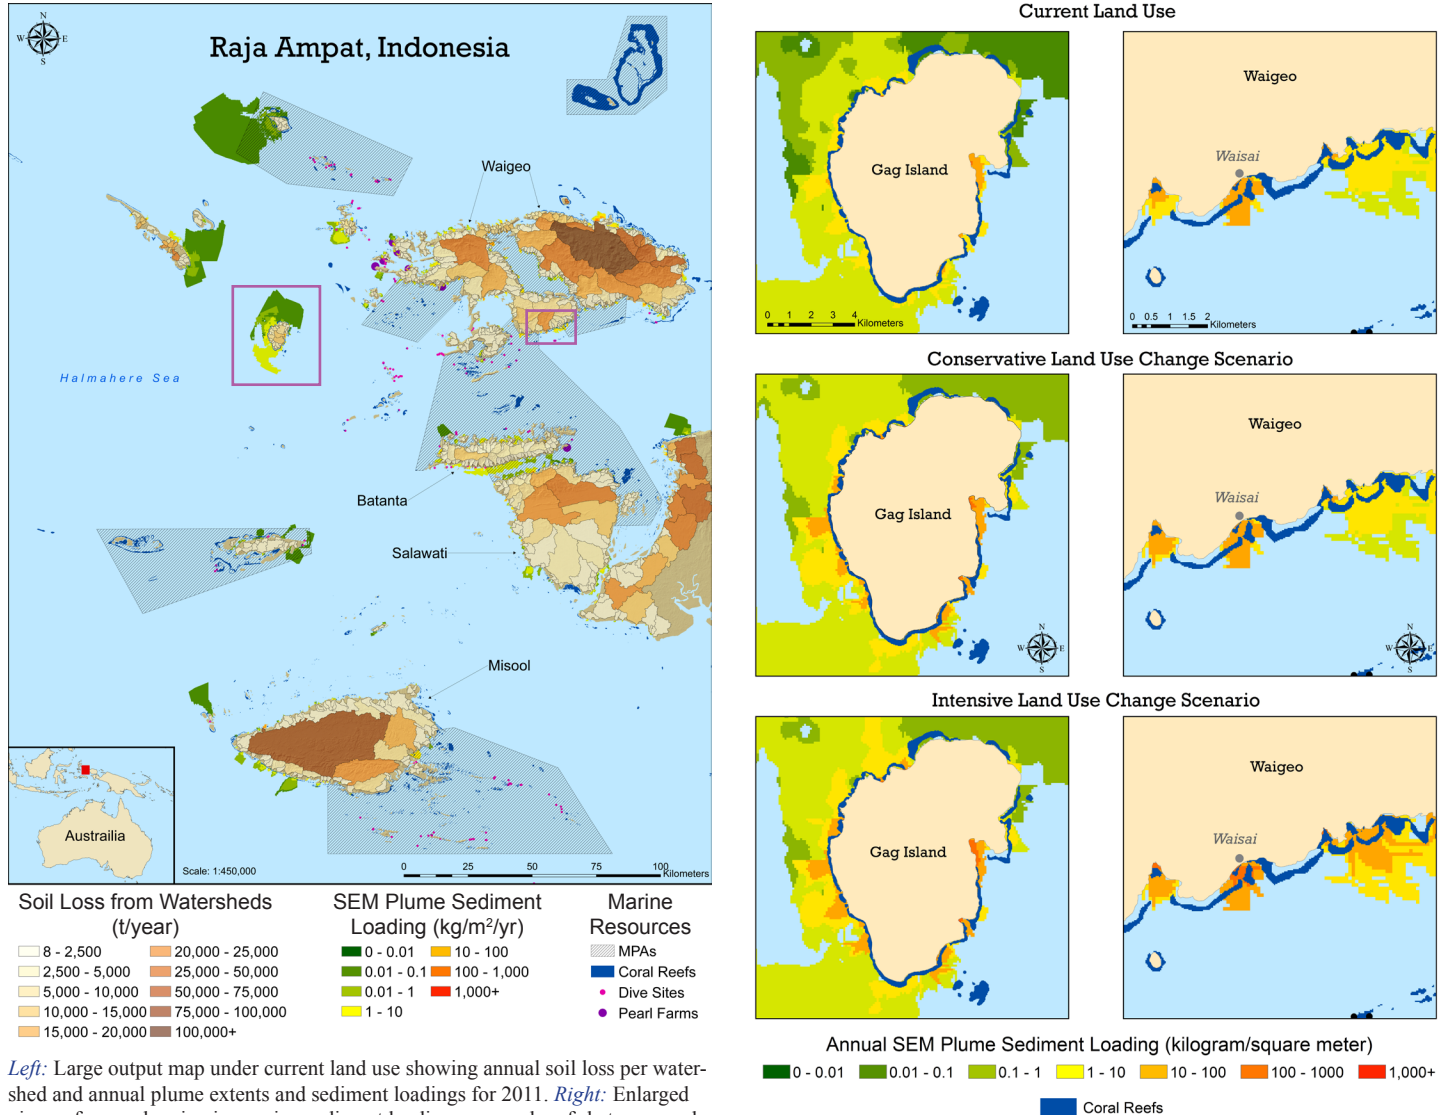 Raja Ampat, Indonesia
N
W E
S
Waigeo
Halmahere Sea
Batanta
Salawati
Misool
Austrailia
Scale: 1:450,000
0 25 50 75 100
Kilometers
Soil Loss from Watersheds
(t/year)
8 - 2,500
2,500 - 5,000
5,000 - 10,000
10,000 - 15,000
15,000 - 20,000
20,000 - 25,000
25,000 - 50,000
50,000 - 75,000
75,000 - 100,000
100,000+
SEM Plume Sediment
Loading (kg/m²/yr)
0 - 0.01
0.01 - 0.1
0.01 - 1
1 - 10
10 - 100
100 - 1,000
1,000+
Marine
Resources
MPAs
Coral Reefs
Dive Sites
Pearl Farms
Left: Large output map under current land use showing annual soil loss per water-
shed and annual plume extents and sediment loadings for 2011. Right: Enlarged
Current Land Use
Gag Island
0 1 2 3 4
Kilometers
Waigeo
Waisai
0 0.5 1 1.5 2
Kilometers
Conservative Land Use Change Scenario
Gag Island
N
W E
S
Waigeo
Waisai
N
W E
S
Intensive Land Use Change Scenario
Gag Island
Waigeo
Waisai
Annual SEM Plume Sediment Loading (kilogram/square meter)
0 - 0.01
0.01 - 0.1
0.1 - 1
1 - 10
10 - 100
100 - 1000
1,000+
Coral Reefs